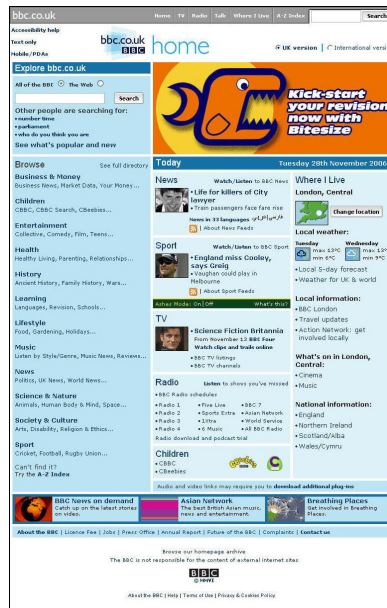 bbc.co.uk
Home TV Radio Talk Where I Live A-Z Index
Search
Accessibility help
Text only
Mobile/PDAs
bbc.co.uk
BBC
home
UK version | International versi
Explore bbc.co.uk
All of the BBC The Web
Search
Other people are searching for:
• number time
• parliament
• who do you think you are
See what's popular and new
Kick-start
your revision
now with
Bitesize
Browse
See full directory
Business & Money
Business News, Market Data, Your Money...
Children
CBBC, CBBC Search, CBeebies...
Entertainment
Collective, Comedy, Film, Teens...
Health
Healthy Living, Parenting, Relationships...
History
Ancient History, Family History, Wars...
Learning
Languages, Revision, Schools...
Lifestyle
Food, Gardening, Holidays...
Music
Listen by Style/Genre, Music News, Reviews...
News
Politics, UK News, World News...
Science & Nature
Animals, Human Body & Mind, Space...
Society & Culture
Arts, Disability, Religion & Ethics...
Sport
Cricket, Football, Rugby Union...
Can't find it?
Try the A-Z Index
Today
Tuesday 28th November 2006
News
Watch/Listen to BBC News
• Life for killers of City
lawyer
• Train passengers face fare rise
News in 33 languages
| About News Feeds
Sport
Watch/Listen to BBC Sport
• England miss Cooley,
says Greig
• Vaughan could play in
Melbourne
| About Sport Feeds
Ashes Mode: On|Off
What's this?
TV
• Science Fiction Britannia
From November 13 BBC Four
Watch clips and trails online
• BBC TV listings
• BBC TV channels
Radio
Listen to shows you've missed
• BBC Radio schedules
• Radio 1 • Five Live • BBC 7
• Radio 2 • Sports Extra • Asian Network
• Radio 3 • 1Xtra • World Service
• Radio 4 • 6 Music • All BBC Radio
Radio download and podcast trial
Children
• CBBC
• CBeebies
Where I Live
London, Central
Change location
Local weather:
Tuesday
max 13°C
min 6°C
Wednesday
max 13°C
min 9°C
• Local 5-day forecast
• Weather for UK & world
Local information:
• BBC London
• Travel updates
• Action Network: get
involved locally
What's on in London,
Central:
• Cinema
• Music
National information:
• England
• Northern Ireland
• Scotland/Alba
• Wales/Cymru
Audio and video links may require you to download additional plug-ins
BBC News on demand
Catch up on the latest stories
on video.
Asian Network
The best British Asian music,
news and entertainment.
Breathing Places
Get involved in Breathing
Places.
About the BBC | Licence Fee | Jobs | Press Office | Annual Report | Future of the BBC | Complaints | Contact us
Browse our homepage archive
The BBC is not responsible for the content of external internet sites
BBC
© MMVI
About the BBC | Help | Terms of Use | Privacy & Cookies Policy